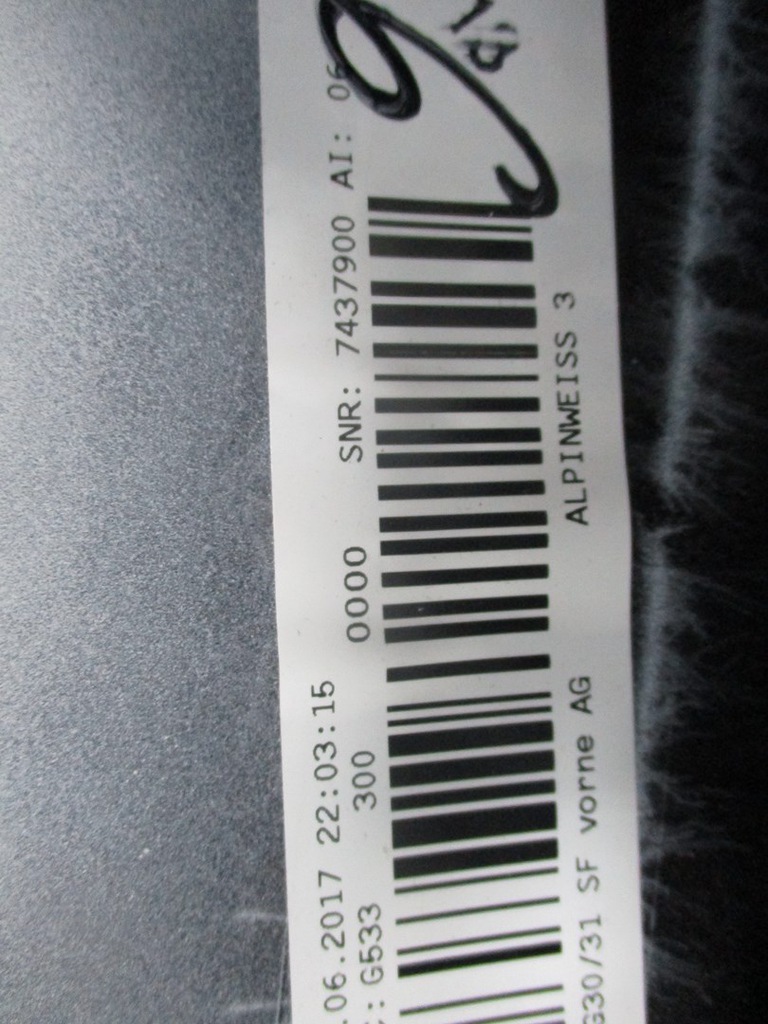 .06.2017 22:03:15
: G533 300 0000 SNR: 7437900 AI: 06
G30/31 SF vorne AG ALPINWEISS 3